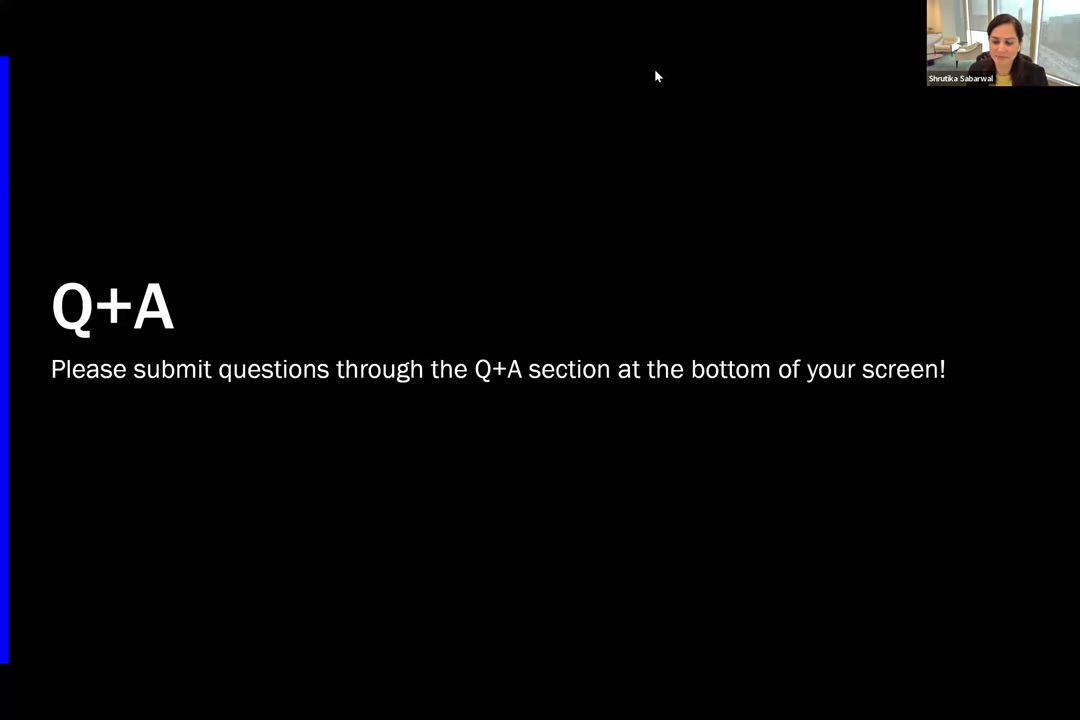 Shrutika Sabarwal
Q+A
Please submit questions through the Q+A section at the bottom of your screen!